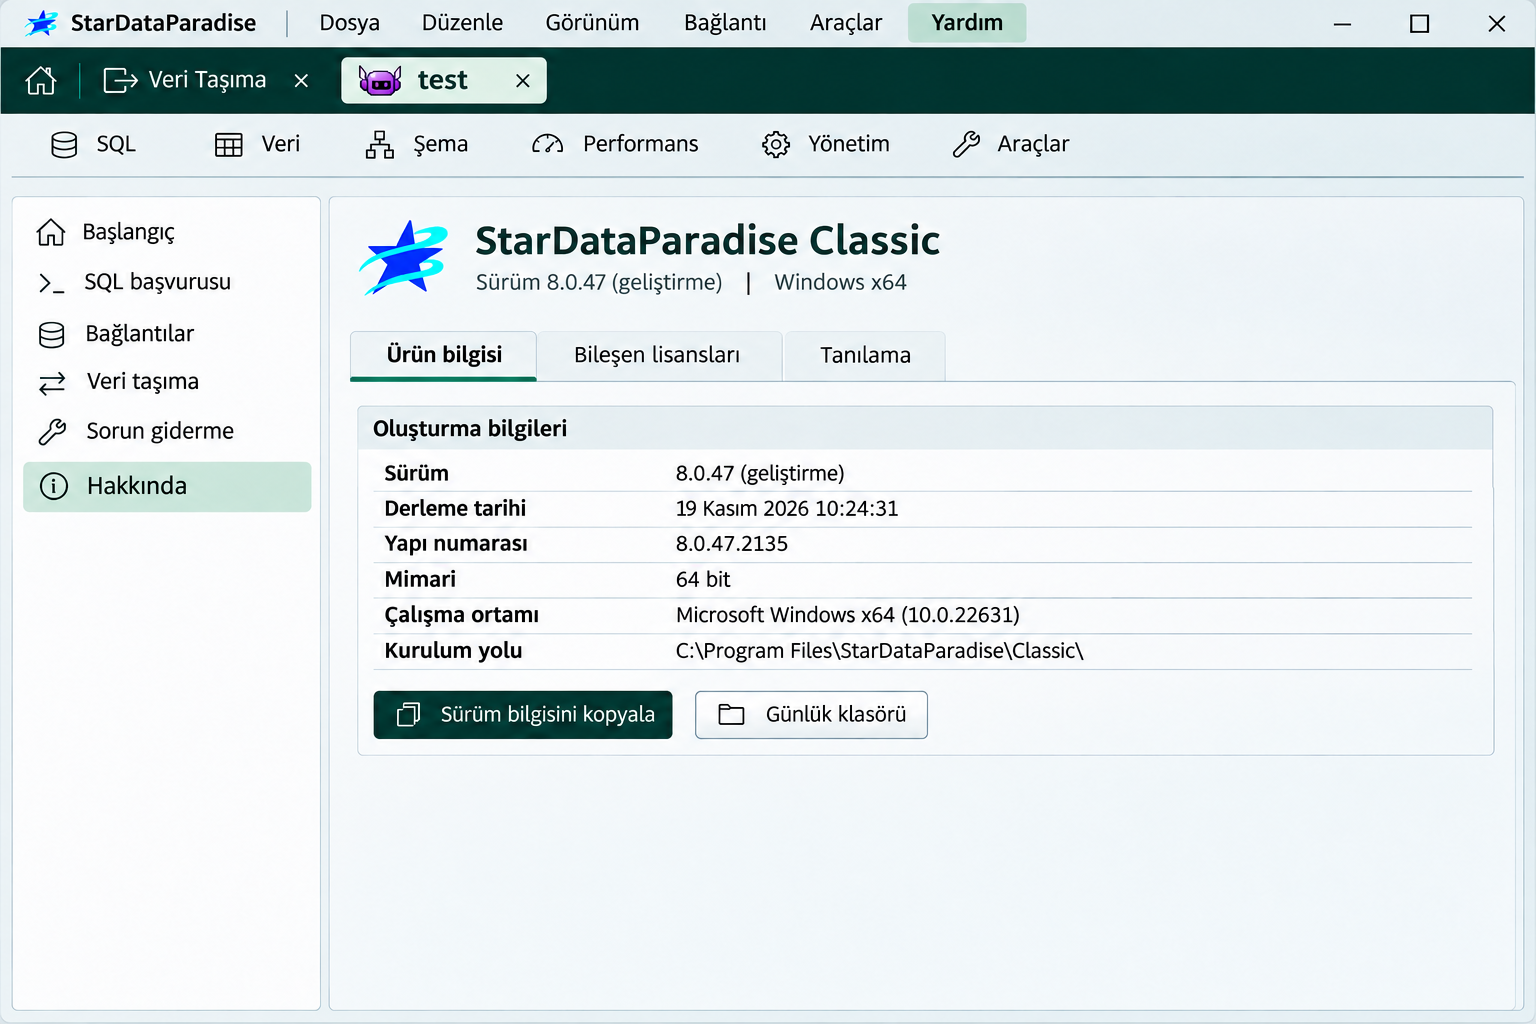 StarDataParadise Dosya Düzenle Görünüm Bağlantı Araçlar Yardım
Veri Taşıma test
SQL Veri Şema Performans Yönetim Araçlar
Başlangıç
SQL başvurusu
Bağlantılar
Veri taşıma
Sorun giderme
Hakkında
StarDataParadise Classic
Sürüm 8.0.47 (geliştirme) | Windows x64
Ürün bilgisi Bileşen lisansları Tanılama
Oluşturma bilgileri
Sürüm 8.0.47 (geliştirme)
Derleme tarihi 19 Kasım 2026 10:24:31
Yapı numarası 8.0.47.2135
Mimari 64 bit
Çalışma ortamı Microsoft Windows x64 (10.0.22631)
Kurulum yolu C:\Program Files\StarDataParadise\Classic\
Sürüm bilgisini kopyala Günlük klasörü